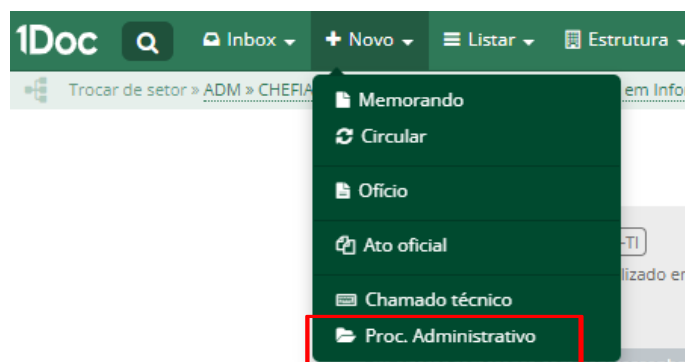 1Doc Inbox Novo Listar Estrutura
Trocar de setor » ADM » CHEFIA em Info
Memorando
Circular
Ofício
-TI
Ato oficial
lizado em
Chamado técnico
Proc. Administrativo